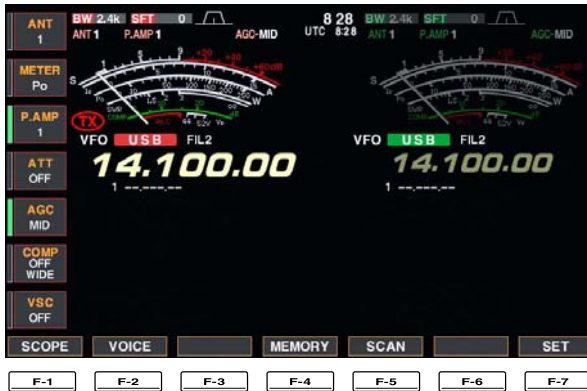 ANT
1
METER
Po
P.AMP
1
ATT
OFF
AGC
MID
COMP
OFF
WIDE
VSC
OFF
BW 2.4k SFT 0
ANT 1 P.AMP 1 AGC-MID
8 28
UTC 8:28
BW 2.4k SFT 0
ANT 1 P.AMP 1 AGC-MID
TX
VFO USB FIL2
14.100.00
1 --.---.--
VFO USB FIL2
14.100.00
1 --.---.--
SCOPE VOICE MEMORY SCAN SET
F-1 F-2 F-3 F-4 F-5 F-6 F-7